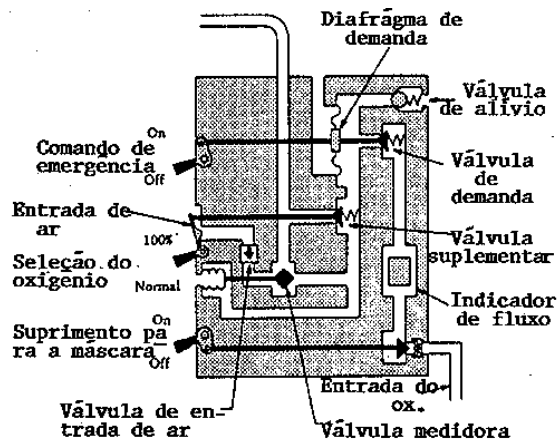 Diafrágma de
demanda
Válvula
de alívio
On
Comando de
emergência
Off
Válvula
de
demanda
Entrada de
ar
100%
Seleção do
oxigênio
Normal
Válvula
suplementar
Indicador
de fluxo
On
Suprimento pa
ra a máscara
Off
Entrada do
ox.
Válvula de en-
trada de ar
Válvula medidora